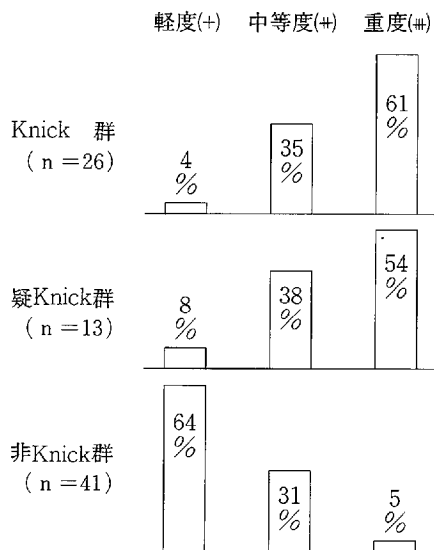 軽度(+) 中等度(⧺) 重度(⧻)
61
%
Knick 群
(n=26)
35
%
4
%
54
%
疑Knick群
(n=13)
38
%
8
%
64
%
非Knick群
(n=41)
31
%
5
%